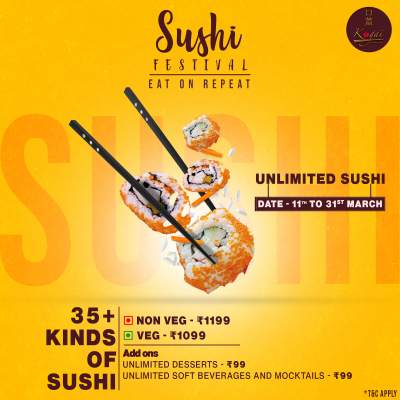 Sushi
FESTIVAL
EAT ON REPEAT
SUSHI
UNLIMITED SUSHI
DATE - 11TH TO 31ST MARCH
35+
KINDS
OF
SUSHI
NON VEG - ₹1199
VEG - ₹1099
Add ons
UNLIMITED DESSERTS - ₹99
UNLIMITED SOFT BEVERAGES AND MOCKTAILS - ₹99
*T&C APPLY